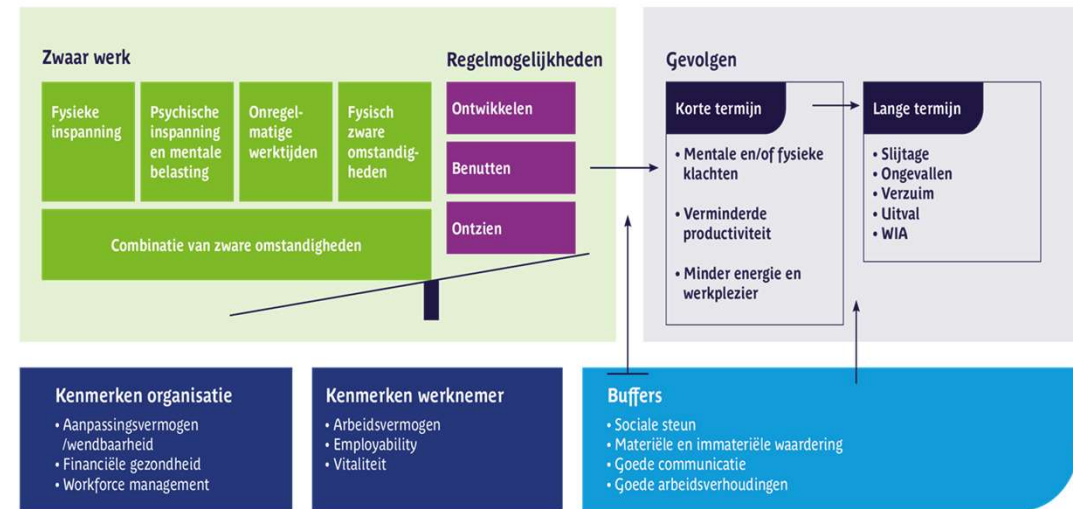 Zwaar werk
Fysieke
inspanning
Psychische
inspanning
en mentale
belasting
Onregel-
matige
werktijden
Fysisch
zware
omstandig-
heden
Combinatie van zware omstandigheden
Regelmogelijkheden
Ontwikkelen
Benutten
Ontzien
Gevolgen
Korte termijn
• Mentale en/of fysieke
klachten
• Verminderde
productiviteit
• Minder energie en
werkplezier
Lange termijn
• Slijtage
• Ongevallen
• Verzuim
• Uitval
• WIA
Kenmerken organisatie
• Aanpassingsvermogen
/wendbaarheid
• Financiële gezondheid
• Workforce management
Kenmerken werknemer
• Arbeidsvermogen
• Employability
• Vitaliteit
Buffers
• Sociale steun
• Materiële en immateriële waardering
• Goede communicatie
• Goede arbeidsverhoudingen